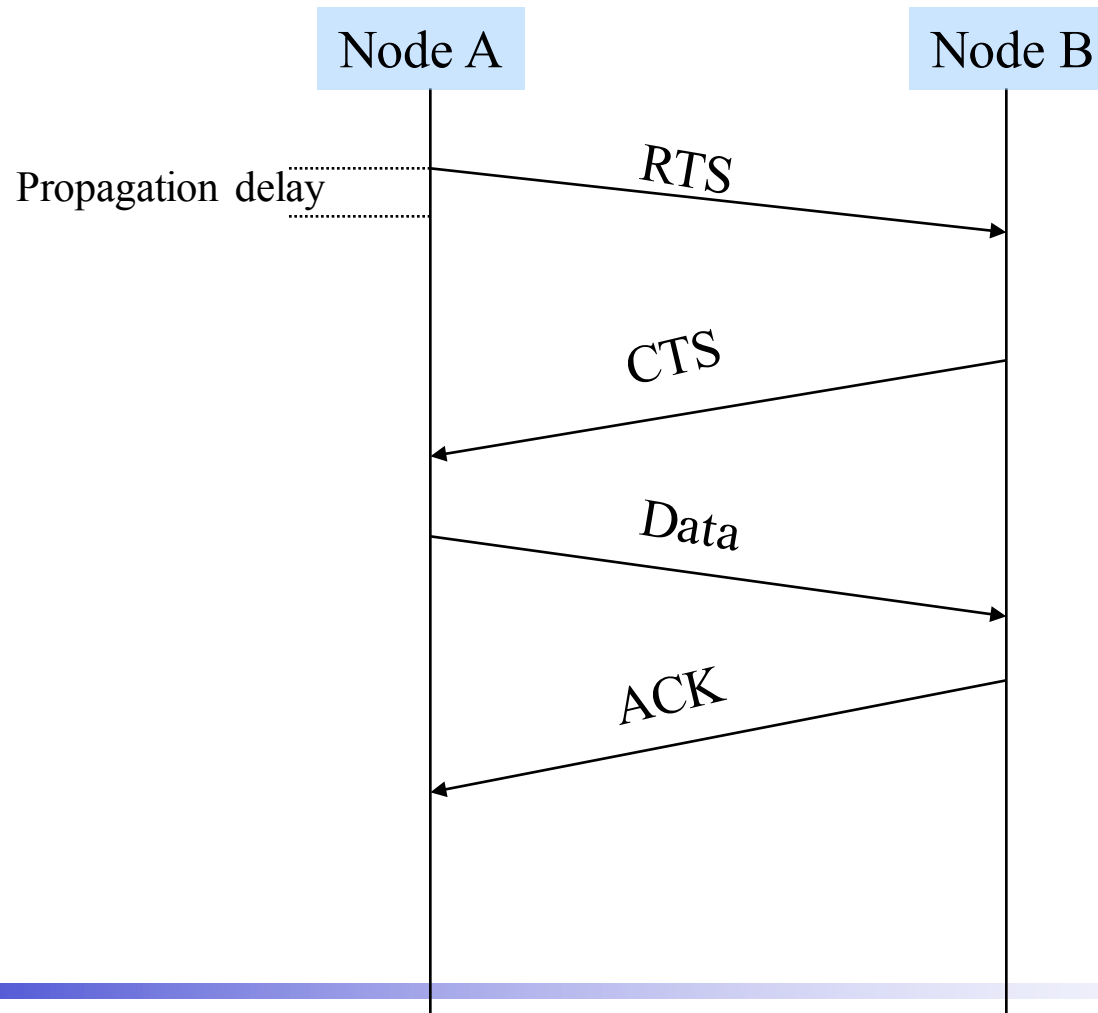 Node A
Node B
Propagation delay
RTS
CTS
Data
ACK